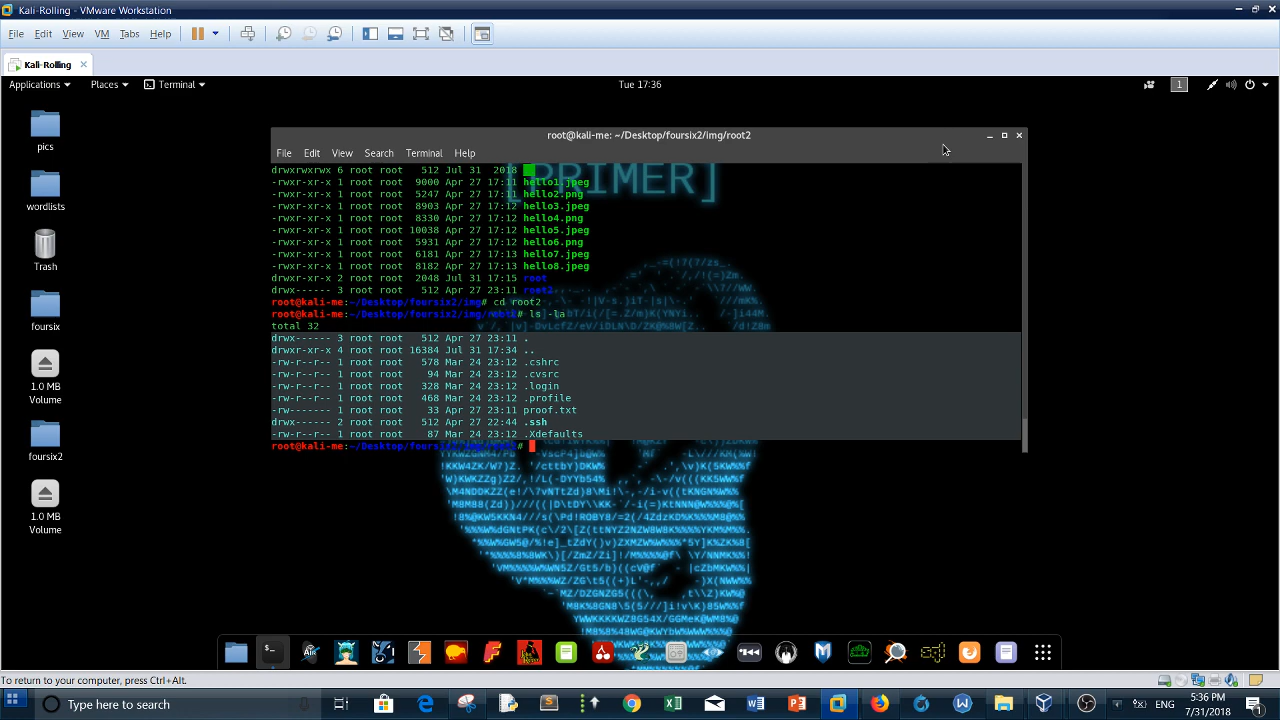 Kali-Rolling - VMware Workstation
File Edit View VM Tabs Help
Kali-Rolling
Applications Places Terminal Tue 17:36 1
pics
wordlists
Trash
foursix
1.0 MB
Volume
foursix2
1.0 MB
Volume
root@kali-me: ~/Desktop/foursix2/img/root2
File Edit View Search Terminal Help
[PRIMER]
drwxrwxrwx 6 root root 512 Jul 31 2018
-rwxr-xr-x 1 root root 9000 Apr 27 17:11 hello1.jpeg
-rwxr-xr-x 1 root root 5247 Apr 27 17:11 hello2.png
-rwxr-xr-x 1 root root 8903 Apr 27 17:12 hello3.jpeg
-rwxr-xr-x 1 root root 8330 Apr 27 17:12 hello4.png
-rwxr-xr-x 1 root root 10038 Apr 27 17:12 hello5.jpeg
-rwxr-xr-x 1 root root 5931 Apr 27 17:12 hello6.png
-rwxr-xr-x 1 root root 6181 Apr 27 17:13 hello7.jpeg
-rwxr-xr-x 1 root root 8182 Apr 27 17:13 hello8.jpeg
drwxr-xr-x 2 root root 2048 Jul 31 17:15 root
drwx------ 3 root root 512 Apr 27 23:11 root2
root@kali-me:~/Desktop/foursix2/img# cd root2
root@kali-me:~/Desktop/foursix2/img/root2# ls -la
total 32
drwx------ 3 root root 512 Apr 27 23:11 .
drwxr-xr-x 4 root root 16384 Jul 31 17:34 ..
-rw-r--r-- 1 root root 578 Mar 24 23:12 .cshrc
-rw-r--r-- 1 root root 94 Mar 24 23:12 .cvsrc
-rw-r--r-- 1 root root 328 Mar 24 23:12 .login
-rw-r--r-- 1 root root 468 Mar 24 23:12 .profile
-rw------- 1 root root 33 Apr 27 23:11 proof.txt
drwx------ 2 root root 512 Apr 27 22:44 .ssh
-rw-r--r-- 1 root root 87 Mar 24 23:12 .Xdefaults
root@kali-me:~/Desktop/foursix2/img/root2#
To return to your computer, press Ctrl+Alt.
Type here to search
ENG
5:36 PM
7/31/2018